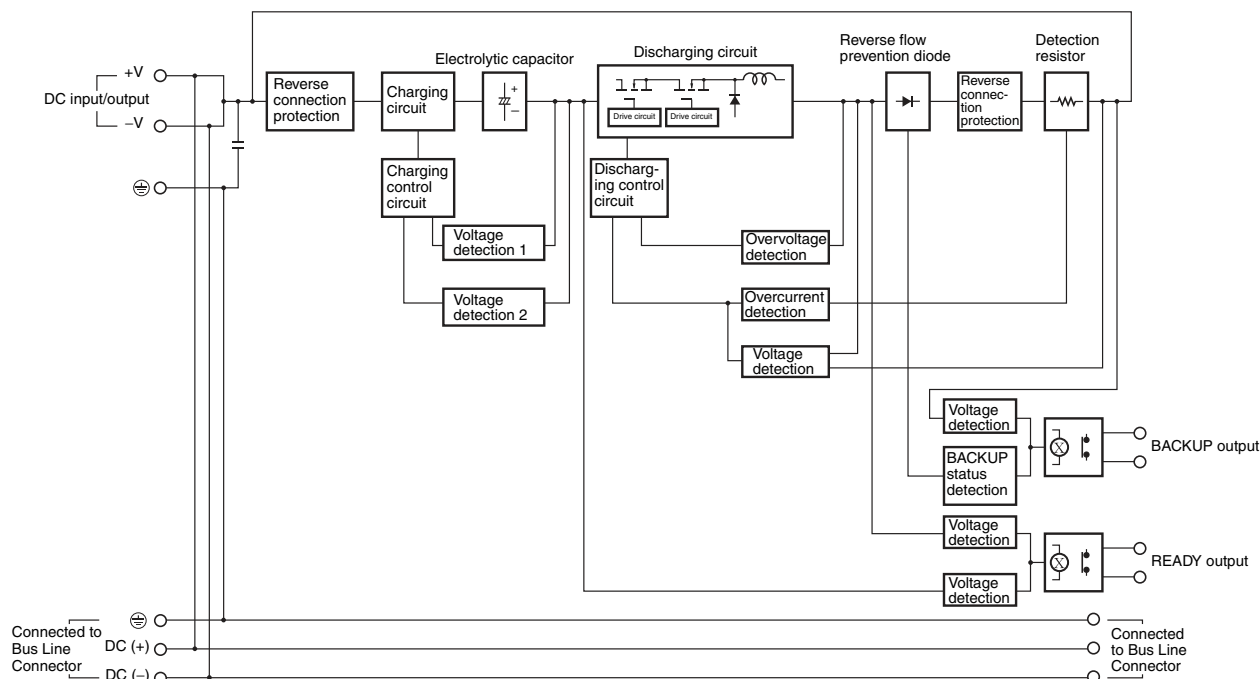 Discharging circuit
Reverse flow
prevention diode
Detection
resistor
Electrolytic capacitor
+V
DC input/output
−V
Reverse
connection
protection
Charging
circuit
+
−
Drive circuit
Drive circuit
Reverse
connec-
tion
protection
Charging
control
circuit
Discharg-
ing control
circuit
Voltage
detection 1
Overvoltage
detection
Voltage
detection 2
Overcurrent
detection
Voltage
detection
Voltage
detection
X
BACKUP output
BACKUP
status
detection
Voltage
detection
X
READY output
Voltage
detection
Connected to
Bus Line
Connector
DC (+)
DC (−)
Connected
to Bus Line
Connector